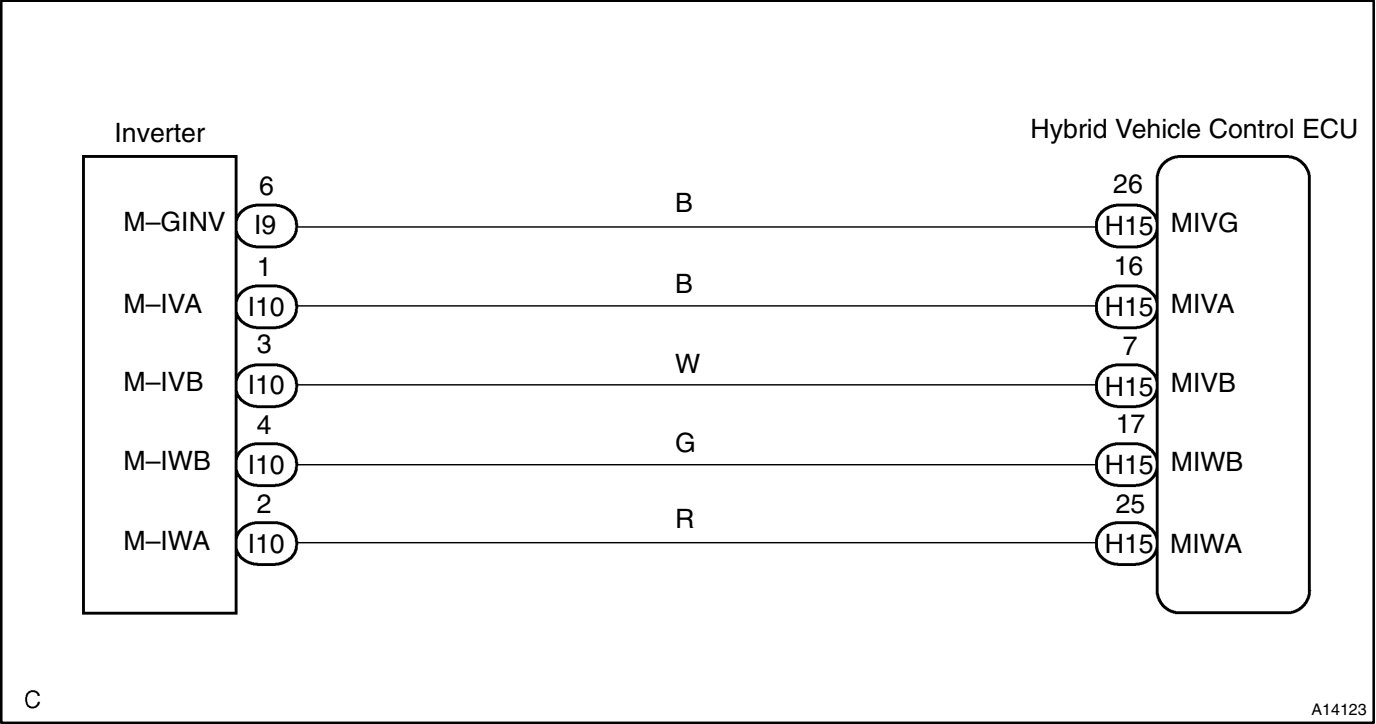 Inverter
Hybrid Vehicle Control ECU
6
26
M–GINV I9 B H15 MIVG
1
16
M–IVA I10 B H15 MIVA
3
7
M–IVB I10 W H15 MIVB
4
17
M–IWB I10 G H15 MIWB
2
25
M–IWA I10 R H15 MIWA
C
A14123